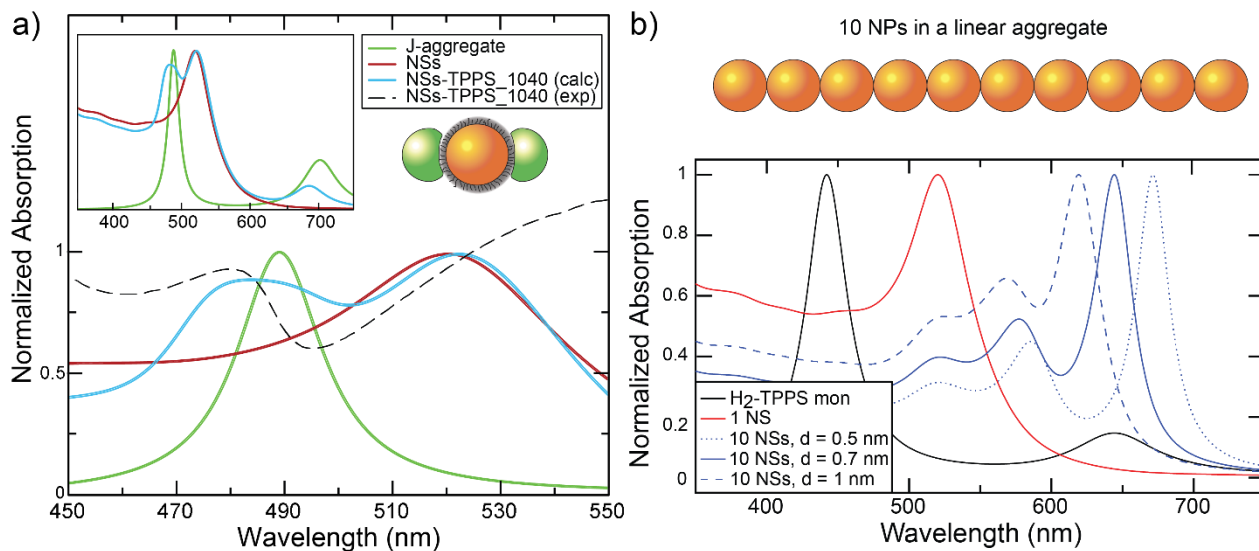 a)
J-aggregate
NSs
NSs-TPPS_1040 (calc)
NSs-TPPS_1040 (exp)
400 500 600 700
Normalized Absorption
1
0.5
0
450 470 490 510 530 550
Wavelength (nm)
b)
10 NPs in a linear aggregate
Normalized Absorption
1
0.8
0.6
0.4
0.2
0
H2-TPPS mon
1 NS
10 NSs, d = 0.5 nm
10 NSs, d = 0.7 nm
10 NSs, d = 1 nm
400 500 600 700
Wavelength (nm)